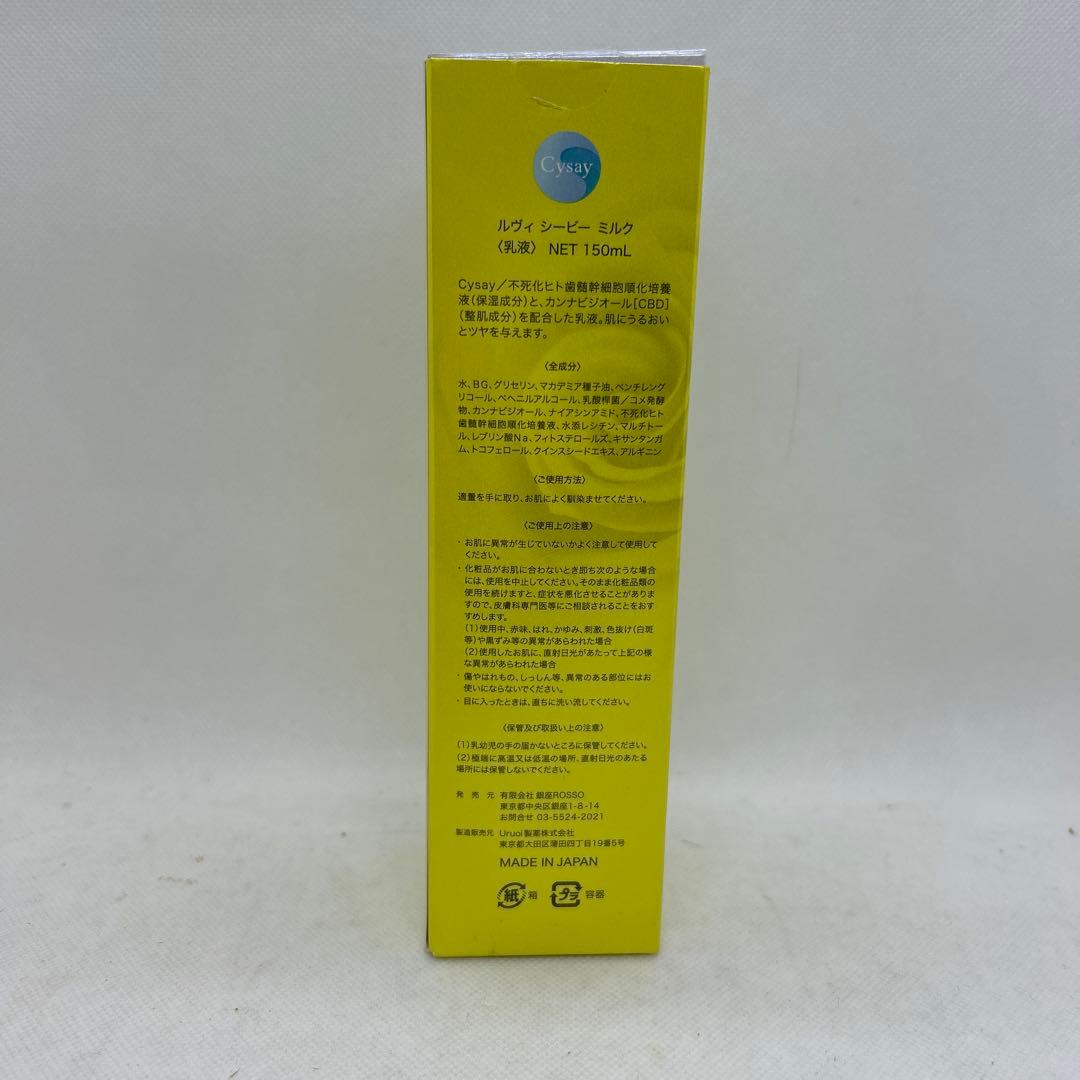 Cysay
ルヴィ シービー ミルク
〈乳液〉 NET 150mL
Cysay／不死化ヒト歯髄幹細胞順化培養
液(保湿成分)と、カンナビジオール[CBD]
(整肌成分)を配合した乳液。肌にうるおい
とツヤを与えます。
〈全成分〉
水、BG、グリセリン、マカデミア種子油、ペンチレング
リコール、ベヘニルアルコール、乳酸桿菌／コメ発酵
物、カンナビジオール、ナイアシンアミド、不死化ヒト
歯髄幹細胞順化培養液、水添レシチン、マルチトー
ル、レブリン酸Na、フィトステロールズ、キサンタンガ
ム、トコフェロール、クインスシードエキス、アルギニン
〈ご使用方法〉
適量を手に取り、お肌によく馴染ませてください。
〈ご使用上の注意〉
・お肌に異常が生じていないかよく注意して使用して
ください。
・化粧品がお肌に合わないとき即ち次のような場合
には、使用を中止してください。そのまま化粧品類の
使用を続けますと、症状を悪化させることがありま
すので、皮膚科専門医等にご相談されることをおす
すめします。
(1)使用中、赤味、はれ、かゆみ、刺激、色抜け(白斑
等)や黒ずみ等の異常があらわれた場合
(2)使用したお肌に、直射日光があたって上記の様
な異常があらわれた場合
・傷やはれもの、しっしん等、異常のある部位にはお
使いにならないでください。
・目に入ったときは、直ちに洗い流してください。
〈保管及び取扱い上の注意〉
(1)乳幼児の手の届かないところに保管してください。
(2)極端に高温又は低温の場所、直射日光のあたる
場所には保管しないでください。
発売元 有限会社 銀座ROSSO
東京都中央区銀座1-8-14
お問合せ 03-5524-2021
製造販売元 Uruoi製薬株式会社
東京都大田区蒲田四丁目19番5号
MADE IN JAPAN
紙 箱 プラ 容器